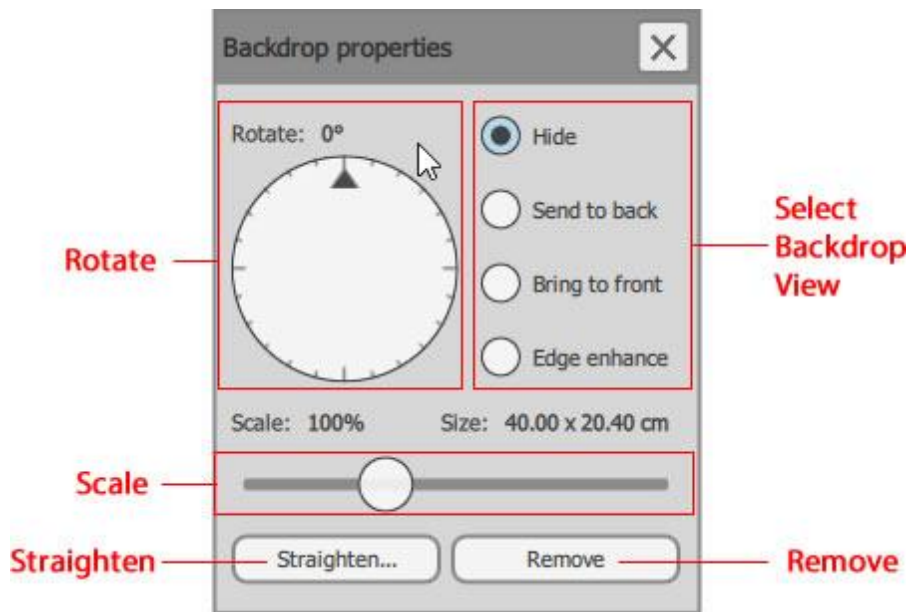 Backdrop properties
Rotate: 0°
Hide
Send to back
Bring to front
Edge enhance
Rotate
Select
Backdrop
View
Scale: 100% Size: 40.00 x 20.40 cm
Scale
Straighten
Straighten...
Remove
Remove